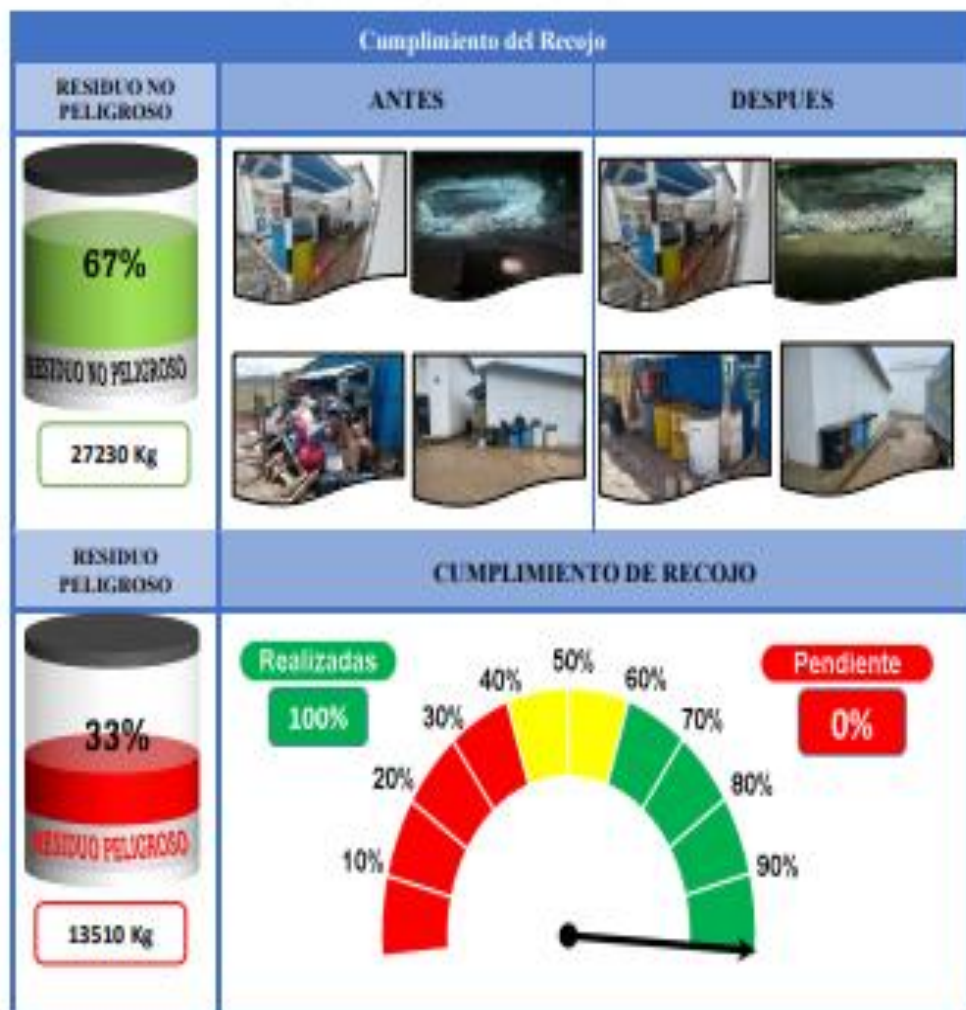 Cumplimiento del Recojo
RESIDUO NO
PELIGROSO
ANTES
DESPUES
67%
RESIDUO NO PELIGROSO
27230 Kg
RESIDUO
PELIGROSO
CUMPLIMIENTO DE RECOJO
33%
RESIDUO PELIGROSO
13510 Kg
Realizadas
100%
10%
20%
30%
40%
50%
60%
70%
80%
90%
Pendiente
0%